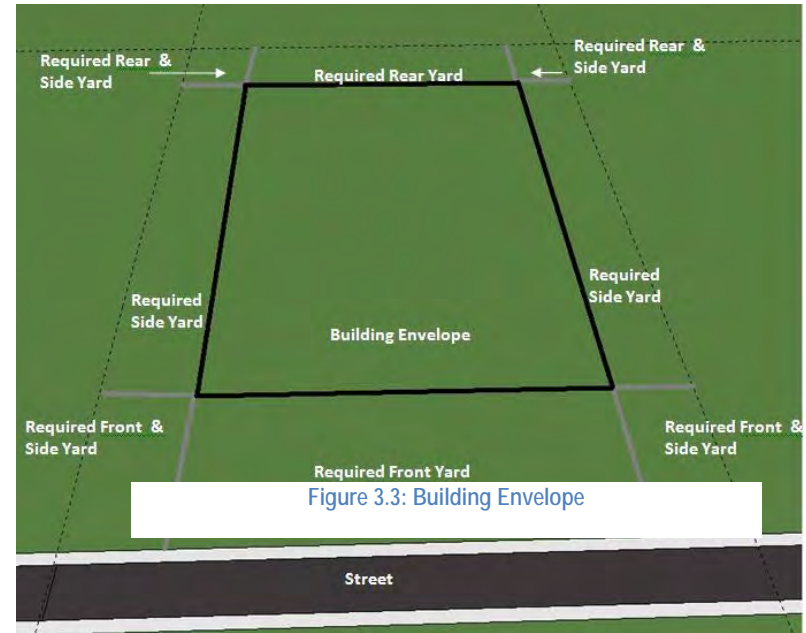 Required Rear &
Side Yard
Required Rear Yard
Required Rear &
Side Yard
Required
Side Yard
Required
Side Yard
Building Envelope
Required Front &
Side Yard
Required Front &
Side Yard
Required Front Yard
Figure 3.3: Building Envelope
Street